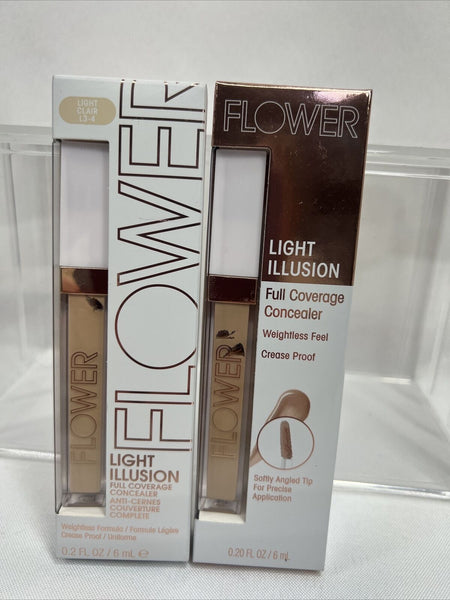 LIGHT
CLAIR
L3-4
FLOWER
FLOWER
LIGHT
ILLUSION
FULL COVERAGE
CONCEALER
ANTI-CERNES
COUVERTURE
COMPLÈTE
Weightless Formula / Formule Légère
Crease Proof / Uniforme
0.2 FL OZ / 6 mL e
FLOWER
LIGHT
ILLUSION
Full Coverage
Concealer
Weightless Feel
Crease Proof
FLOWER
Softly Angled Tip
For Precise
Application
0.20 FL OZ / 6 mL